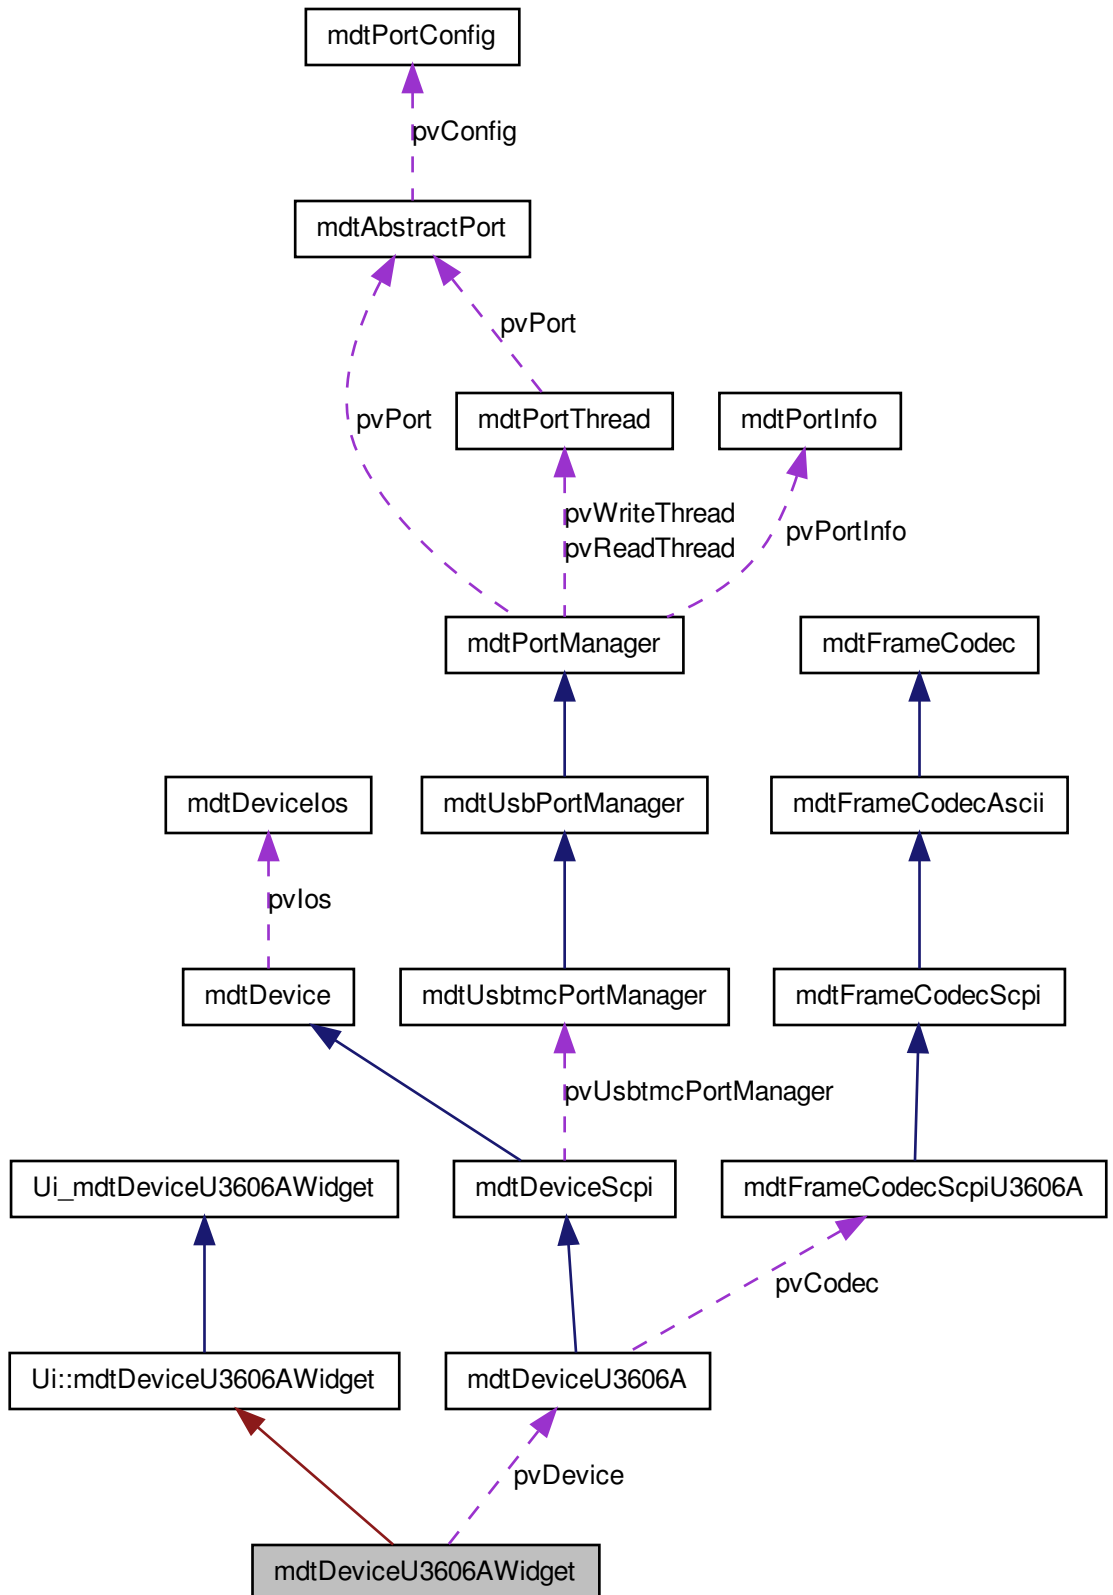 mdtPortConfig
pvConfig
mdtAbstractPort
pvPort
mdtPortThread
mdtPortInfo
pvPort
pvWriteThread
pvReadThread
pvPortInfo
mdtPortManager
mdtFrameCodec
mdtDeviceIos
mdtUsbPortManager
mdtFrameCodecAscii
pvIos
mdtDevice
mdtUsbtmcPortManager
mdtFrameCodecScpi
pvUsbtmcPortManager
Ui_mdtDeviceU3606AWidget
mdtDeviceScpi
mdtFrameCodecScpiU3606A
pvCodec
Ui::mdtDeviceU3606AWidget
mdtDeviceU3606A
pvDevice
mdtDeviceU3606AWidget